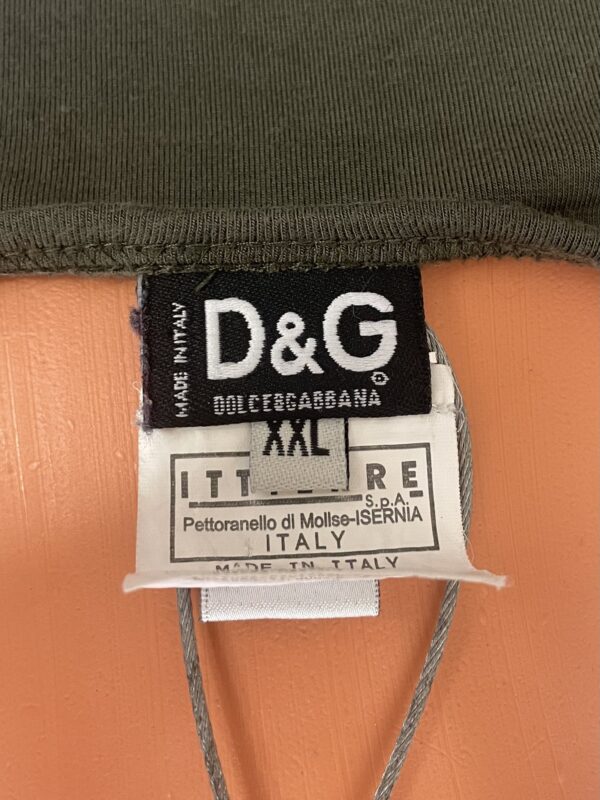 MADE IN ITALY
D&G
DOLCE&GABBANA
XXL
S.p.A.
Pettoranello di Molise-ISERNIA
ITALY
MADE IN ITALY